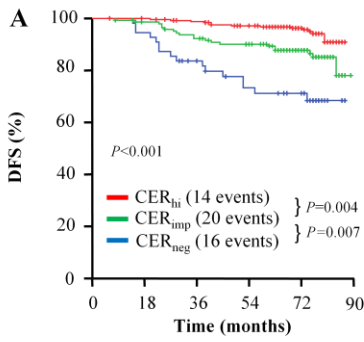 A
100
80
60
40
20
0
DFS (%)
P<0.001
CERhi (14 events)
CERimp (20 events)
CERneg (16 events)
} P=0.004
} P=0.007
0 18 36 54 72 90
Time (months)